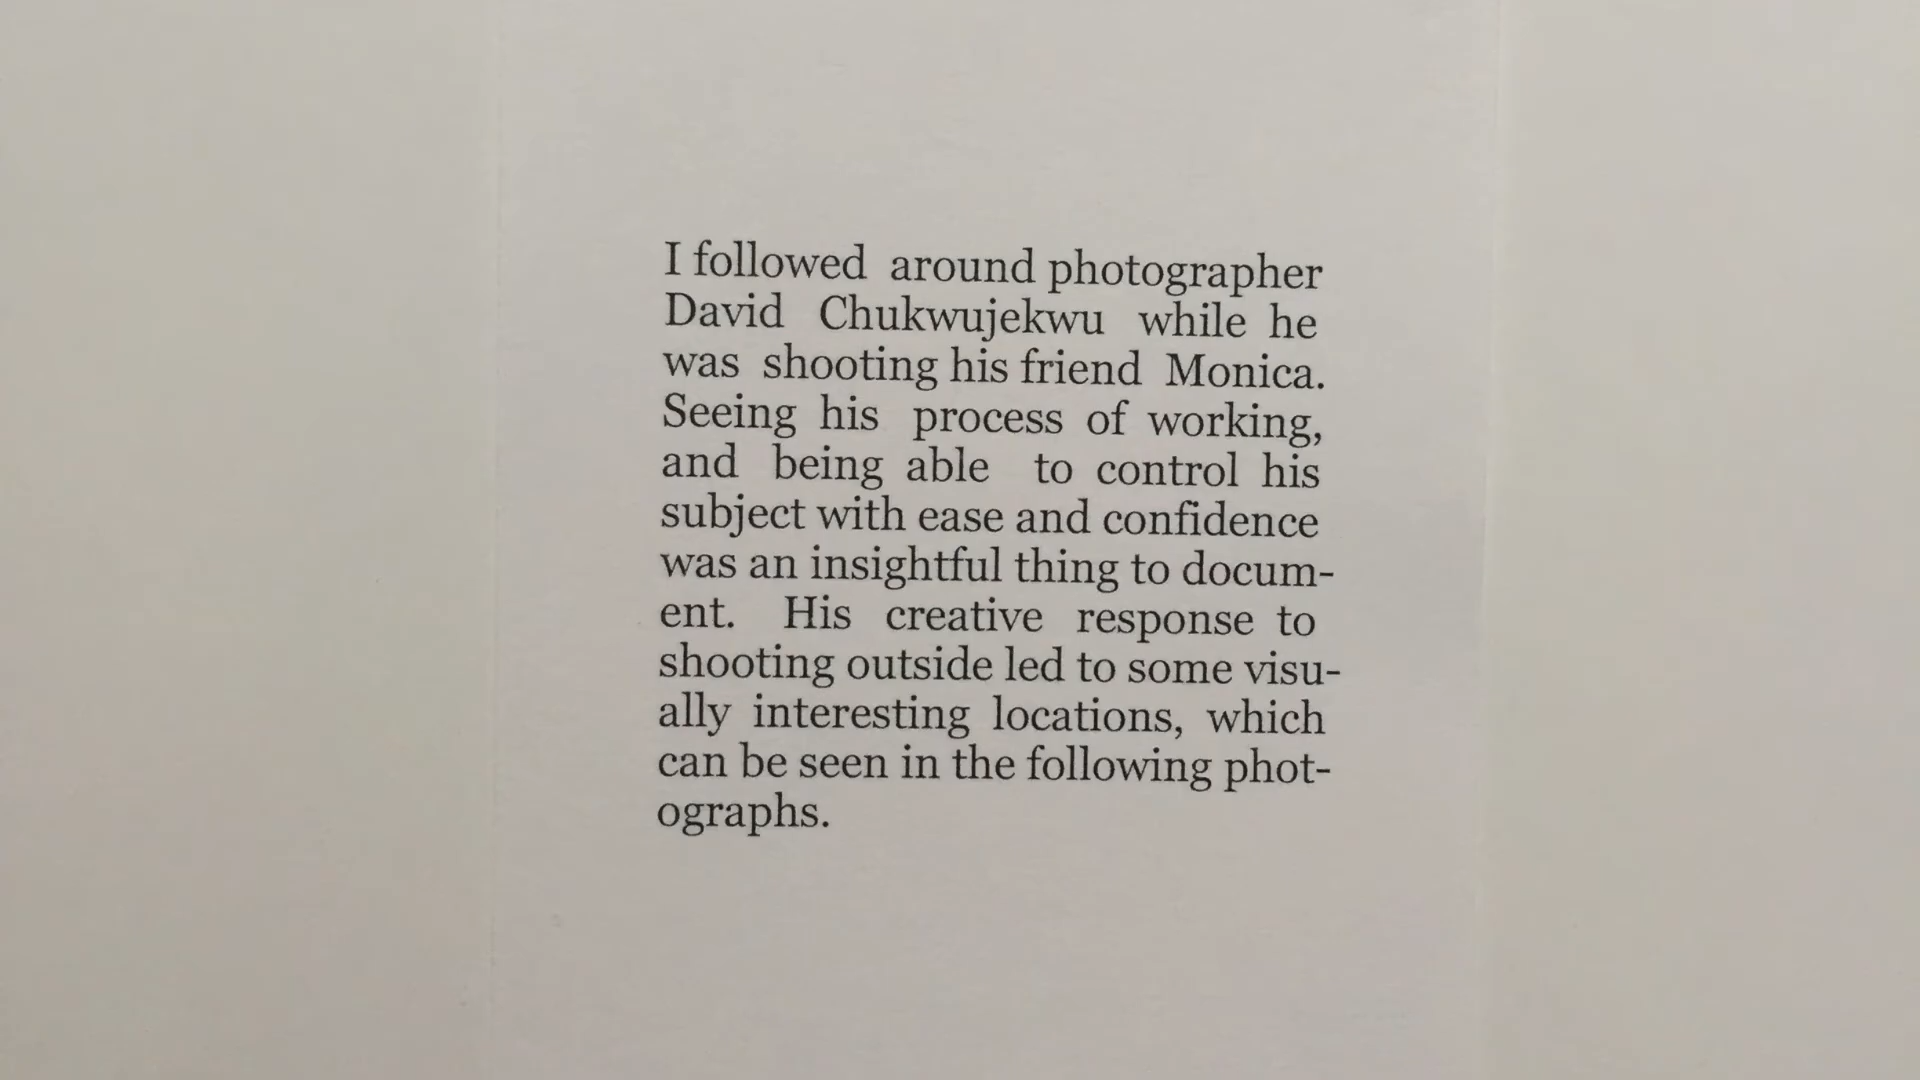 I followed around photographer
David Chukwujekwu while he
was shooting his friend Monica.
Seeing his process of working,
and being able to control his
subject with ease and confidence
was an insightful thing to docum-
ent. His creative response to
shooting outside led to some visu-
ally interesting locations, which
can be seen in the following phot-
ographs.